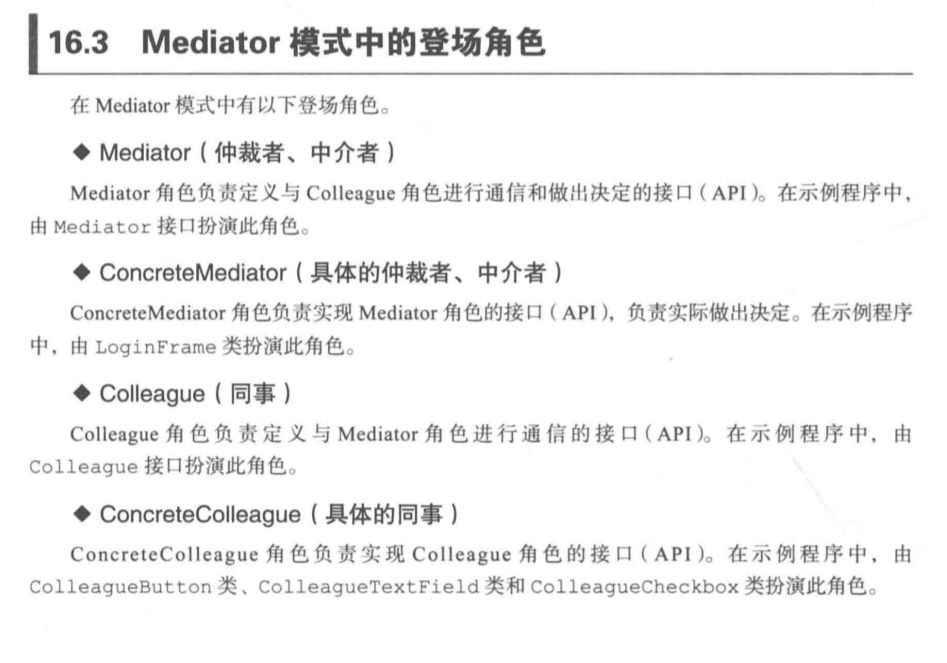 16.3 Mediator 模式中的登场角色
在 Mediator 模式中有以下登场角色。
◆ Mediator（仲裁者、中介者）
Mediator 角色负责定义与 Colleague 角色进行通信和做出决定的接口（API）。在示例程序中，
由 Mediator 接口扮演此角色。
◆ ConcreteMediator（具体的仲裁者、中介者）
ConcreteMediator 角色负责实现 Mediator 角色的接口（API），负责实际做出决定。在示例程序
中，由 LoginFrame 类扮演此角色。
◆ Colleague（同事）
Colleague 角色负责定义与 Mediator 角色进行通信的接口（API）。在示例程序中，由
Colleague 接口扮演此角色。
◆ ConcreteColleague（具体的同事）
ConcreteColleague 角色负责实现 Colleague 角色的接口（API）。在示例程序中，由
ColleagueButton 类、ColleagueTextField 类和 ColleagueCheckbox 类扮演此角色。